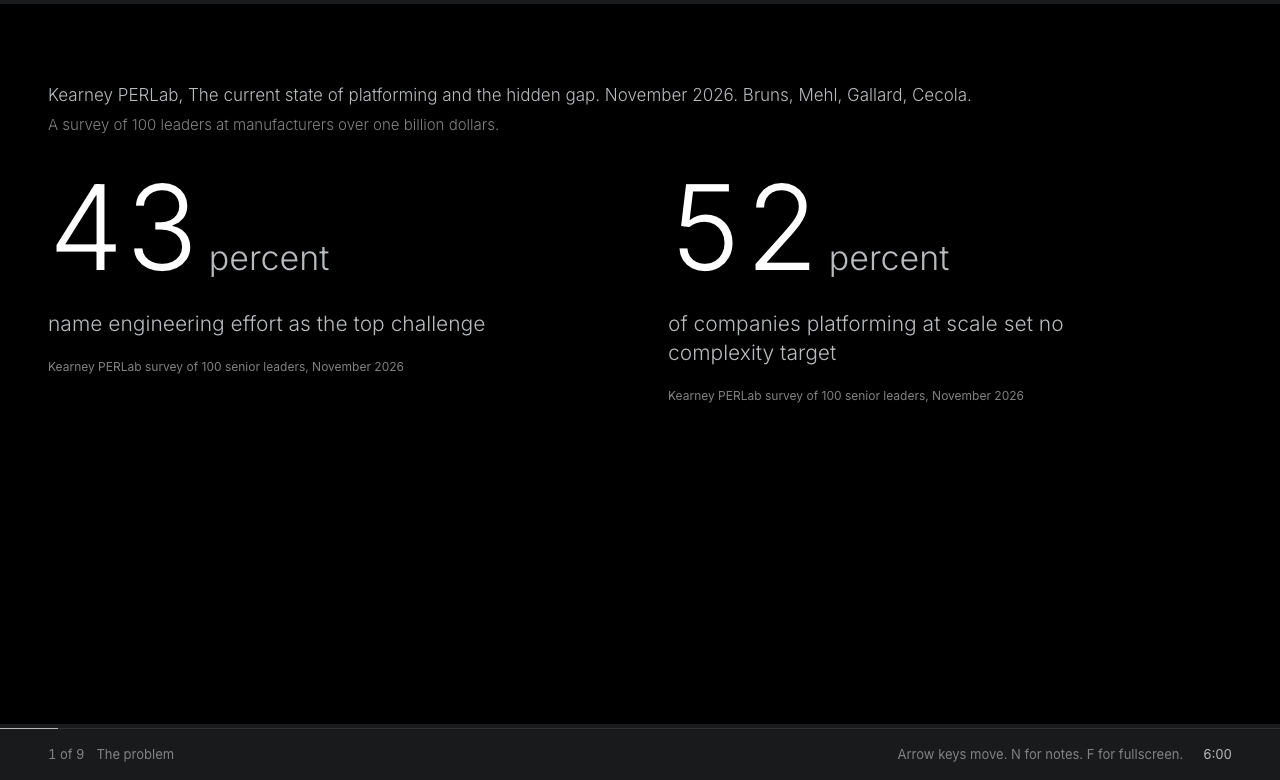 Kearney PERLab, The current state of platforming and the hidden gap. November 2026. Bruns, Mehl, Gallard, Cecola.
A survey of 100 leaders at manufacturers over one billion dollars.
43 percent
name engineering effort as the top challenge
Kearney PERLab survey of 100 senior leaders, November 2026
52 percent
of companies platforming at scale set no
complexity target
Kearney PERLab survey of 100 senior leaders, November 2026
1 of 9 The problem
Arrow keys move. N for notes. F for fullscreen. 6:00